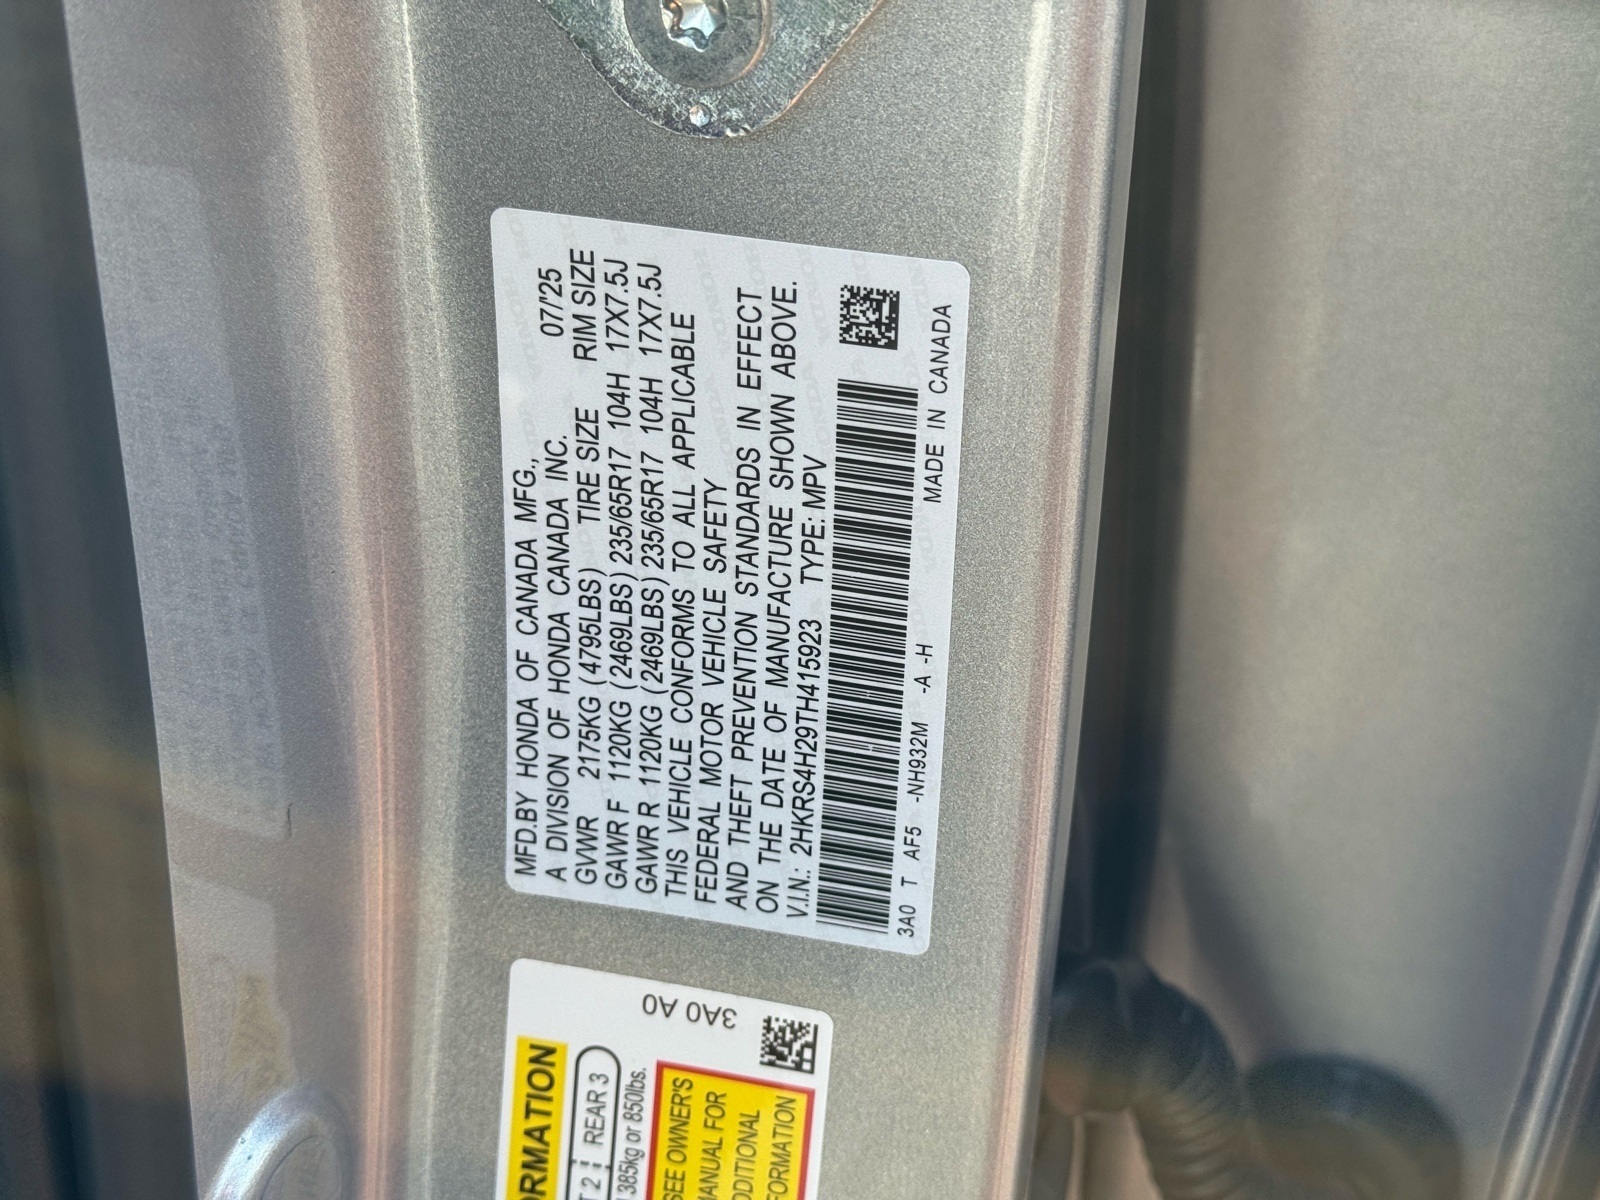 MFD.BY HONDA OF CANADA MFG.,
A DIVISION OF HONDA CANADA INC. 07/'25
GVWR 2175KG (4795LBS) TIRE SIZE RIM SIZE
GAWR F 1120KG (2469LBS) 235/65R17 104H 17X7.5J
GAWR R 1120KG (2469LBS) 235/65R17 104H 17X7.5J
THIS VEHICLE CONFORMS TO ALL APPLICABLE
FEDERAL MOTOR VEHICLE SAFETY
AND THEFT PREVENTION STANDARDS IN EFFECT
ON THE DATE OF MANUFACTURE SHOWN ABOVE.
V.I.N.: 2HKRS4H29TH415923 TYPE: MPV
3A0 T AF5 -NH932M -A -H
MADE IN CANADA
3A0 A0
ORMATION
T 2 REAR 3
385kg or 850lbs.
SEE OWNER'S
MANUAL FOR
DDITIONAL
FORMATION